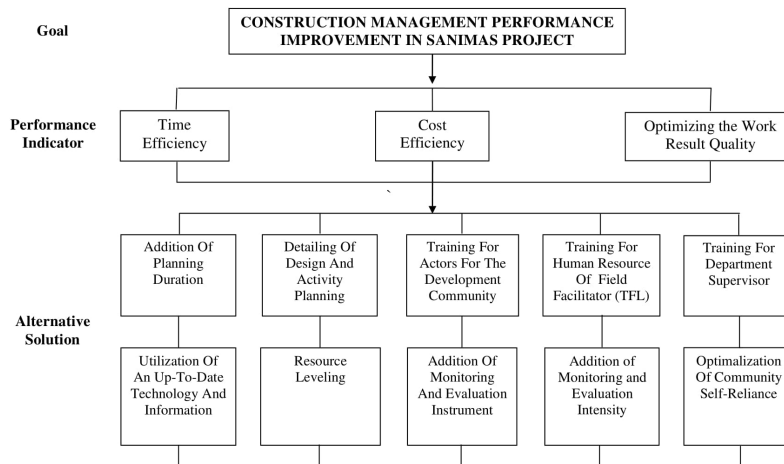 Goal
CONSTRUCTION MANAGEMENT PERFORMANCE
IMPROVEMENT IN SANIMAS PROJECT
Performance
Indicator
Time
Efficiency
Cost
Efficiency
Optimizing the Work
Result Quality
Alternative
Solution
Addition Of
Planning
Duration
Detailing Of
Design And
Activity
Planning
Training For
Actors For The
Development
Community
Training For
Human Resource
Of Field
Facilitator (TFL)
Training For
Department
Supervisor
Utilization Of
An Up-To-Date
Technology And
Information
Resource
Leveling
Addition Of
Monitoring
And Evaluation
Instrument
Addition of
Monitoring and
Evaluation
Intensity
Optimalization
Of Community
Self-Reliance